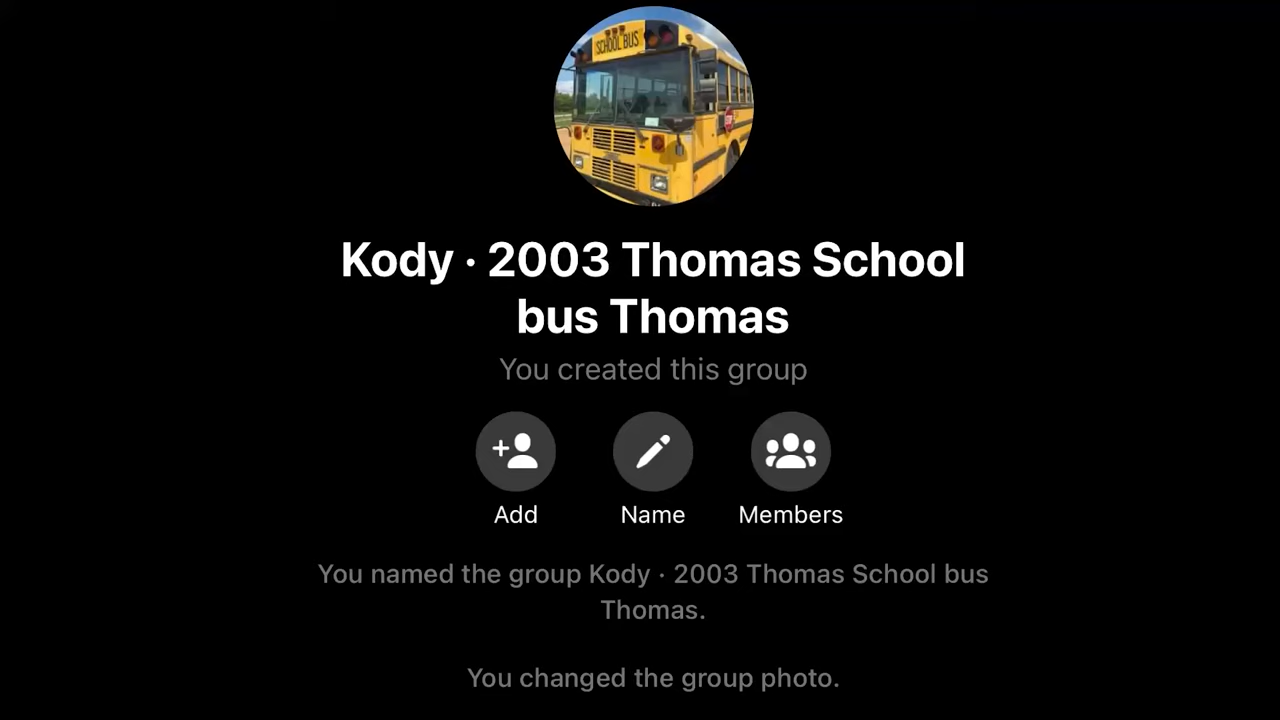 SCHOOL BUS
STOP
Kody · 2003 Thomas School
bus Thomas
You created this group
Add
Name
Members
You named the group Kody · 2003 Thomas School bus
Thomas.
You changed the group photo.